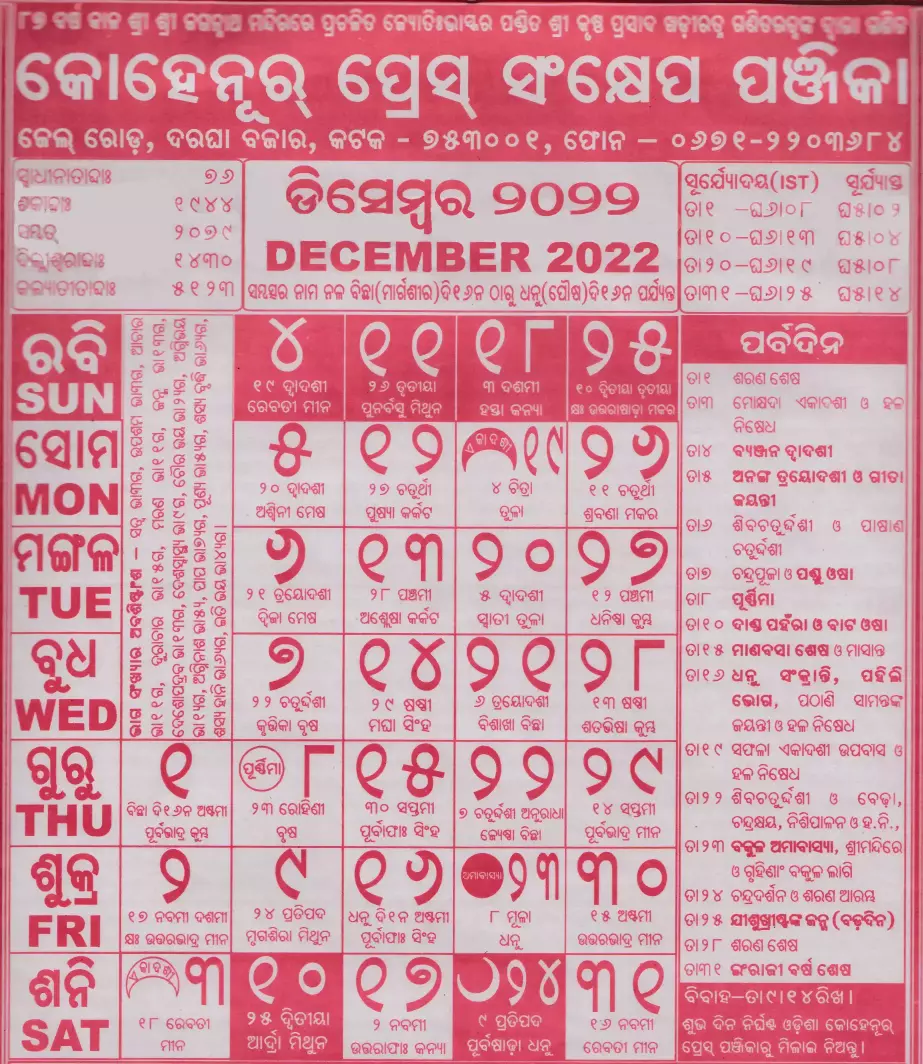 ୮୭ ବର୍ଷ କାଳ ଶ୍ରୀ ଶ୍ରୀ ଜଗନ୍ନାଥ ମନ୍ଦିରରେ ପ୍ରଚଳିତ ଜ୍ୟୋତିଃଭାସ୍କର ପଣ୍ଡିତ ଶ୍ରୀ କୃଷ୍ଣ ପ୍ରସାଦ ଖଡ଼ୀରତ୍ନ ଗଣିତରତ୍ନଙ୍କ ଦ୍ୱାରା ଗଣିତ
କୋହେନୂର୍ ପ୍ରେସ୍ ସଂକ୍ଷେପ ପଞ୍ଜିକା
ଜେଲ୍ ରୋଡ଼, ଦରଘା ବଜାର, କଟକ - ୭୫୩୦୦୧, ଫୋନ – ୦୬୭୧-୨୨୦୩୬୮୪
ସ୍ୱାଧୀନାତାବ୍ଦାଃ ୭୬
ଶକାବ୍ଦାଃ ୧୯୪୪
ସମ୍ବତ୍ ୨୦୭୯
ଦିଲ୍ଲୀଶ୍ୱରାବ୍ଦାଃ ୧୪୩୦
କଲ୍ୟାତୀତାବ୍ଦାଃ ୫୧୨୩
ଡିସେମ୍ବର ୨୦୨୨
DECEMBER 2022
ସମ୍ବତ୍ସର ନାମ ନଳ ବିଛା(ମାର୍ଗଶୀର)ଦି୧୬ନ ଠାରୁ ଧନୁ(ପୌଷ)ଦି୧୬ନ ପର୍ଯ୍ୟନ୍ତ
ସୂର୍ଯ୍ୟୋଦୟ(IST) ସୂର୍ଯ୍ୟାସ୍ତ
ତା୧ –ଘ୬।୦୮ ଘ୫।୦୨
ତା୧୦–ଘ୬।୧୩ ଘ୫।୦୪
ତା୨୦–ଘ୬।୧୯ ଘ୫।୦୮
ତା୩୧–ଘ୬।୨୫ ଘ୫।୧୪
ରବି ୪ ୧୧ ୧୮ ୨୫
SUN ୧୯ ଦ୍ୱାଦଶୀ ୨୬ ତୃତୀୟା ୩ ଦଶମୀ ୧୦ ଦ୍ୱିତୀୟା ତୃତୀୟା
ରେବତୀ ମୀନ ପୁନର୍ବସୁ ମିଥୁନ ହସ୍ତା କନ୍ୟା କ୍ଷଃ ଉତ୍ତରାଷାଢ଼ା ମକର
ସୋମ ୫ ୧୨ ଏକାଦଶୀ ୧୯ ୨୬
MON ୨୦ ଦ୍ୱାଦଶୀ ୨୭ ଚତୁର୍ଥୀ ୪ ଚିତ୍ରା ୧୧ ଚତୁର୍ଥୀ
ଅଶ୍ୱିନୀ ମେଷ ପୁଷ୍ୟା କର୍କଟ ତୁଳା ଶ୍ରବଣା ମକର
ମଙ୍ଗଳ ୬ ୧୩ ୨୦ ୨୭
TUE ୨୧ ତ୍ରୟୋଦଶୀ ୨୮ ପଞ୍ଚମୀ ୫ ଦ୍ୱାଦଶୀ ୧୨ ପଞ୍ଚମୀ
ଦ୍ୱିଜା ମେଷ ଅଶ୍ଳେଷା କର୍କଟ ସ୍ୱାତୀ ତୁଳା ଧନିଷ୍ଠା କୁମ୍ଭ
ବୁଧ ୭ ୧୪ ୨୧ ୨୮
WED ୨୨ ଚତୁର୍ଦ୍ଦଶୀ ୨୯ ଷଷ୍ଠୀ ୬ ତ୍ରୟୋଦଶୀ ୧୩ ଷଷ୍ଠୀ
କୃତ୍ତିକା ବୃଷ ମଘା ସିଂହ ବିଶାଖା ବିଛା ଶତଭିଷା କୁମ୍ଭ
ଗୁରୁ ୧ ପୂର୍ଣ୍ଣିମା ୮ ୧୫ ୨୨ ୨୯
THU ବିଛା ଦି୧୬ନ ଅଷ୍ଟମୀ ୨୩ ରୋହିଣୀ ୩୦ ସପ୍ତମୀ ୭ ଚତୁର୍ଦ୍ଦଶୀ ଅନୁରାଧା ୧୪ ସପ୍ତମୀ
ପୂର୍ବଭାଦ୍ର କୁମ୍ଭ ବୃଷ ପୂର୍ବାଫାଃ ସିଂହ ଜ୍ୟେଷ୍ଠା ବିଛା ପୂର୍ବଭାଦ୍ର ମୀନ
ଶୁକ୍ର ୨ ୯ ୧୬ ଅମାବାସ୍ୟା ୨୩ ୩୦
FRI ୧୭ ନବମୀ ଦଶମୀ ୨୪ ପ୍ରତିପଦ ଧନୁ ଦି୧ନ ଅଷ୍ଟମୀ ୮ ମୂଳା ୧୫ ଅଷ୍ଟମୀ
କ୍ଷଃ ଉତ୍ତରଭାଦ୍ର ମୀନ ମୃଗଶିରା ମିଥୁନ ପୂର୍ବାଫାଃ ସିଂହ ଧନୁ ଉତ୍ତରଭାଦ୍ର ମୀନ
ଶନି ଏକାଦଶୀ ୩ ୧୦ ୧୭ ୨୪ ୩୧
SAT ୧୮ ରେବତୀ ୨୫ ଦ୍ୱିତୀୟା ୨ ନବମୀ ୯ ପ୍ରତିପଦ ୧୬ ନବମୀ
ମୀନ ଆର୍ଦ୍ରା ମିଥୁନ ଉତ୍ତରାଫାଃ କନ୍ୟା ପୂର୍ବଷାଢ଼ା ଧନୁ ରେବତୀ ମୀନ
ପର୍ବଦିନ
ତା୧ ଶରଣ ଶେଷ
ତା୩ ମୋକ୍ଷଦା ଏକାଦଶୀ ଓ ହଳ
ନିଷେଧ
ତା୪ ବ୍ୟଞ୍ଜନ ଦ୍ୱାଦଶୀ
ତା୫ ଅନଙ୍ଗ ତ୍ରୟୋଦଶୀ ଓ ଗୀତା
ଜୟନ୍ତୀ
ତା୬ ଶିବଚତୁର୍ଦ୍ଦଶୀ ଓ ପାଷାଣ
ଚତୁର୍ଦ୍ଦଶୀ
ତା୭ ଚନ୍ଦ୍ରପୂଜା ଓ ପଣ୍ଡୁ ଓଷା
ତା୮ ପୂର୍ଣ୍ଣିମା
ତା୧୦ ଦାଣ୍ଡ ପହଁରା ଓ ବାଟ ଓଷା
ତା୧୫ ମାଣବସା ଶେଷ ଓ ମାସାନ୍ତ
ତା୧୬ ଧନୁ ସଂକ୍ରାନ୍ତି, ପହିଲି
ଭୋଗ, ପଠାଣି ସାମନ୍ତଙ୍କ
ଜୟନ୍ତୀ ଓ ହଳ ନିଷେଧ
ତା୧୯ ସଫଳା ଏକାଦଶୀ ଉପବାସ ଓ
ହଳ ନିଷେଧ
ତା୨୨ ଶିବଚତୁର୍ଦ୍ଦଶୀ ଓ ବେଢ଼ା,
ଚନ୍ଦ୍ରକ୍ଷୟ, ନିଶିପାଳନ ଓ ହ.ନି.,
ତା୨୩ ବକୁଳ ଅମାବାସ୍ୟା, ଶ୍ରୀମନ୍ଦିରେ
ଓ ଗୃହିଣୀଂ ବକୁଳ ଲାଗି
ତା୨୪ ଚନ୍ଦ୍ରଦର୍ଶନ ଓ ଶରଣ ଆରମ୍ଭ
ତା୨୫ ଯୀଶୁଖ୍ରୀଷ୍ଟଙ୍କ ଜନ୍ମ (ବଡ଼ଦିନ)
ତା୨୮ ଶରଣ ଶେଷ
ତା୩୧ ଇଂରାଜୀ ବର୍ଷ ଶେଷ
ବିବାହ–ତା୯।୧୪ରିଖ।
ଶୁଭ ଦିନ ନିର୍ଘଣ୍ଟ ଓଡ଼ିଶା କୋହେନୂର୍
ପ୍ରେସ୍ ପଞ୍ଜିକାରୁ ମିଳାଇ ନିଅନ୍ତୁ।